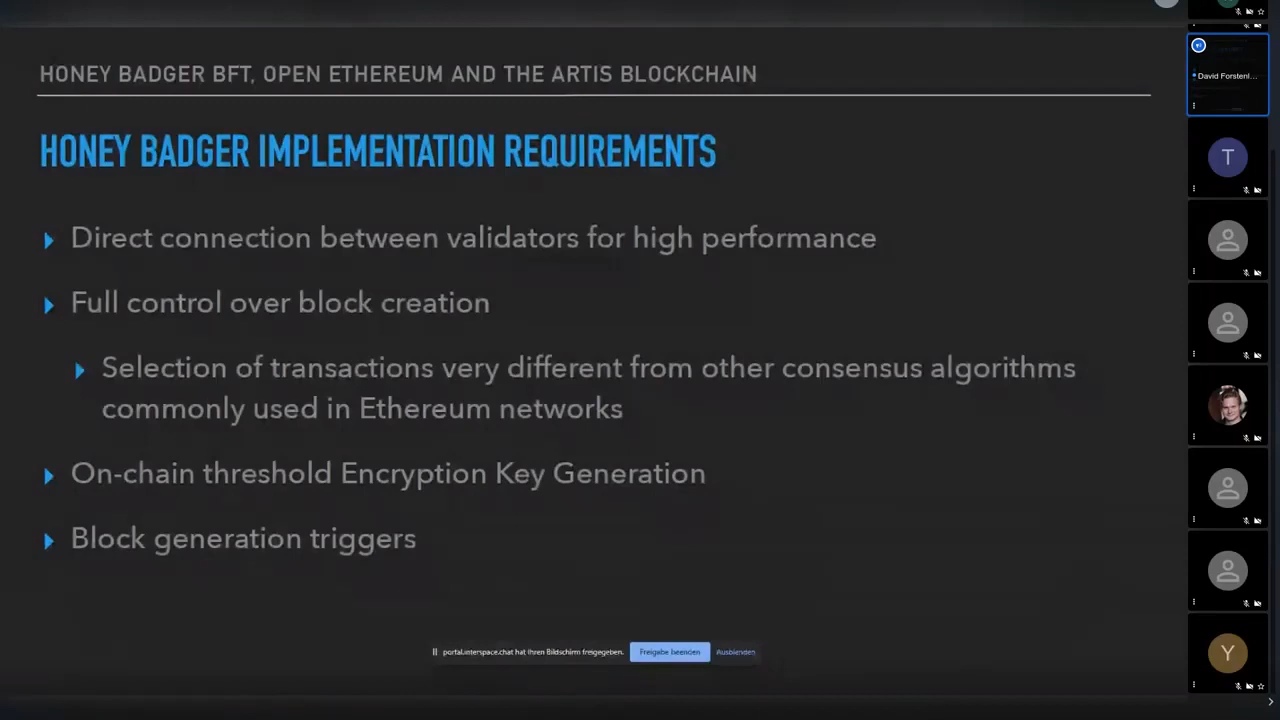 HONEY BADGER BFT, OPEN ETHEREUM AND THE ARTIS BLOCKCHAIN
HONEY BADGER IMPLEMENTATION REQUIREMENTS
Direct connection between validators for high performance
Full control over block creation
Selection of transactions very different from other consensus algorithms
commonly used in Ethereum networks
On-chain threshold Encryption Key Generation
Block generation triggers
portal.interspace.chat hat Ihren Bildschirm freigegeben.
Freigabe beenden
Ausblenden
David Forstenl...
T
Y